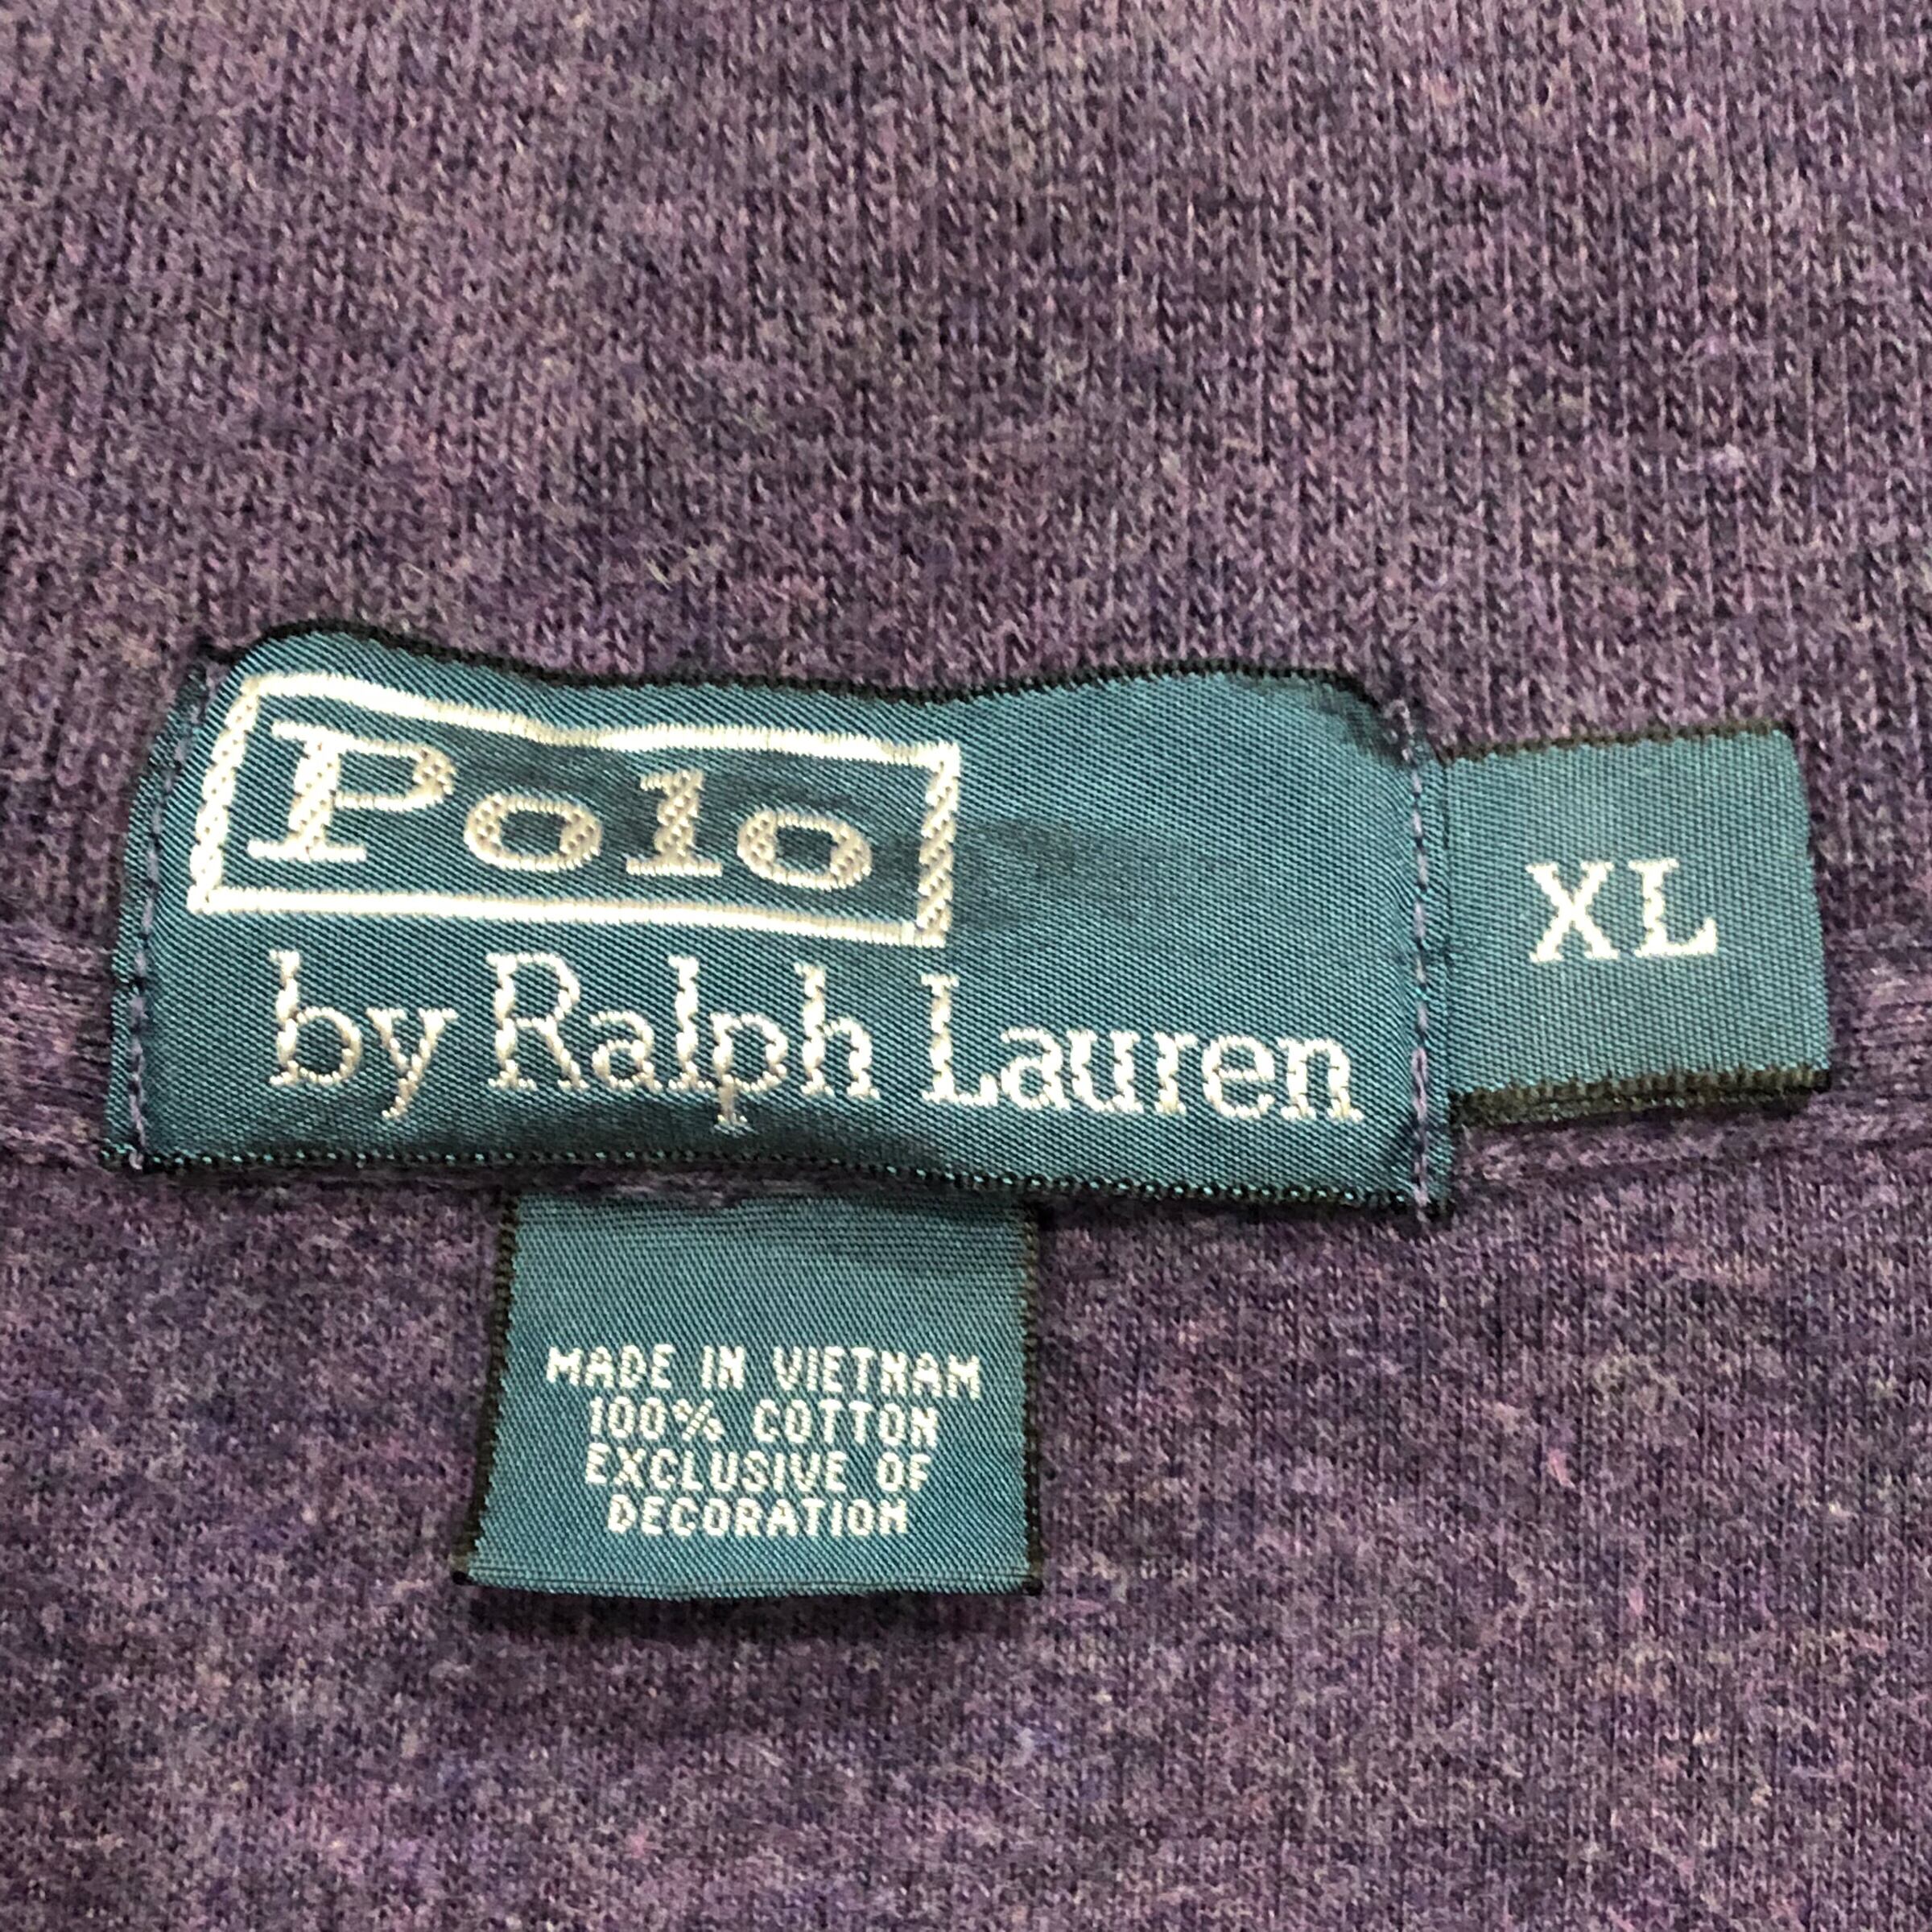 Polo
by Ralph Lauren
XL
MADE IN VIETNAM
100% COTTON
EXCLUSIVE OF
DECORATION